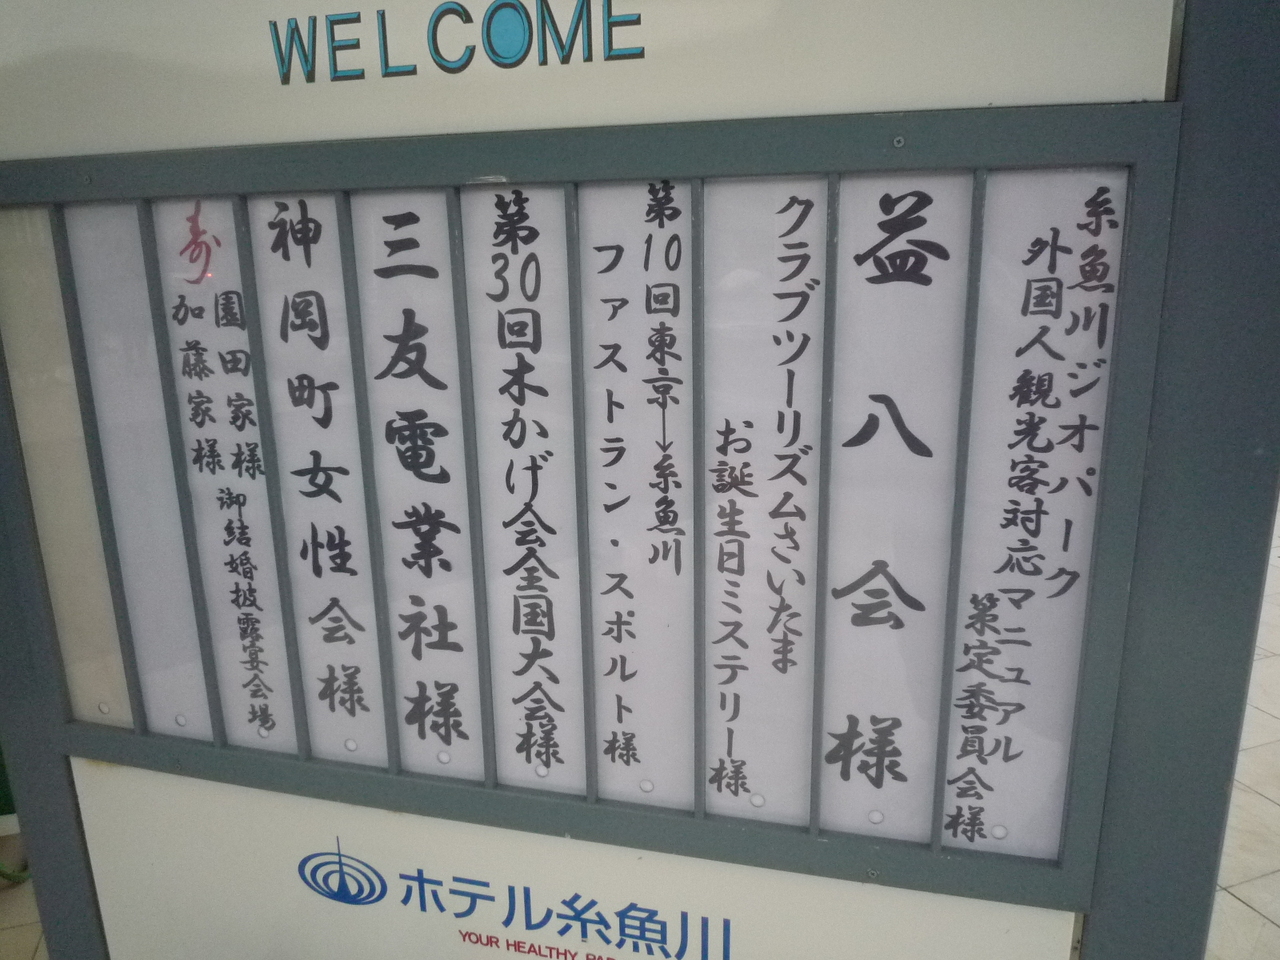 WELCOME
糸魚川ジオパーク
外国人観光客対応マニュアル
策定委員会様
益八会様
クラブツーリズムさいたま
お誕生日ミステリー様
第10回東京→糸魚川
ファストラン・スポルト様
第30回木かげ会全国大会様
三友電業社様
神岡町女性会様
寿
園田家様
加藤家様
御結婚披露宴会場
ホテル糸魚川
YOUR HEALTHY